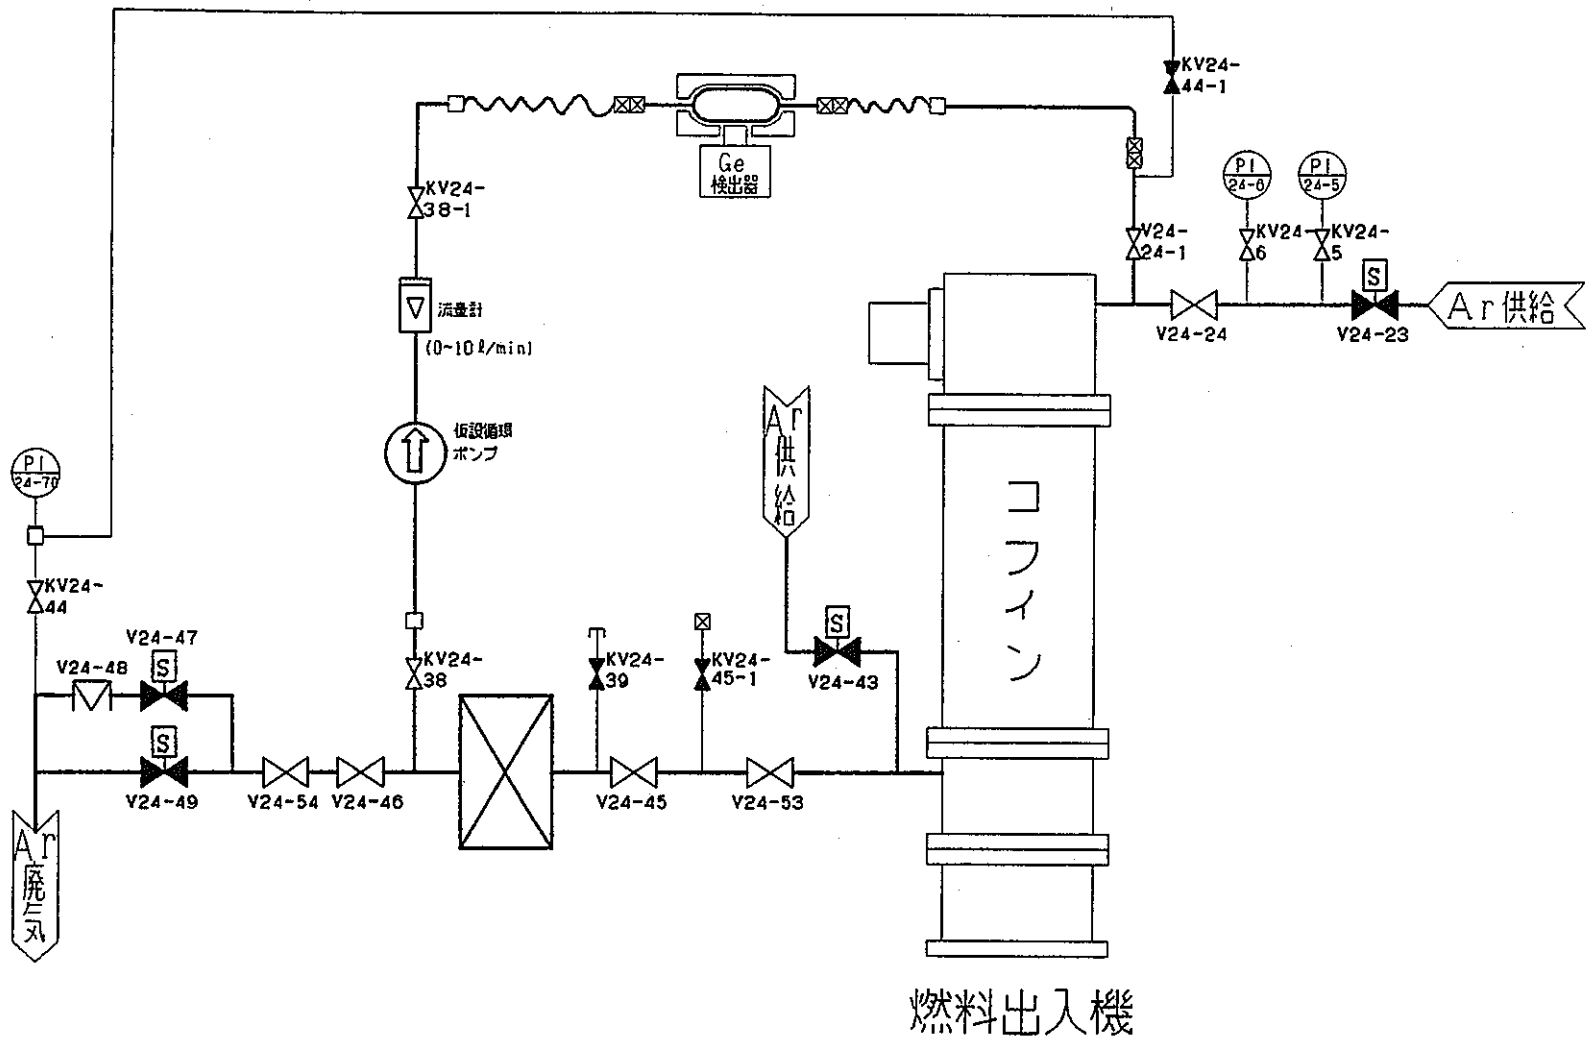 KV24-
44-1
Ge
検出器
PI
24-6
PI
24-5
KV24-
38-1
V24-
24-1
KV24-
6
KV24-
5
S
Ar供給
流量計
(0~10ℓ/min)
V24-24
V24-23
仮設循環
ポンプ
Ar供給
コフィン
PI
24-70
KV24-
44
V24-47
S
V24-48
KV24-
38
KV24-
39
KV24-
45-1
S
V24-43
S
V24-49
V24-54
V24-46
V24-45
V24-53
Ar廃気
燃料出入機